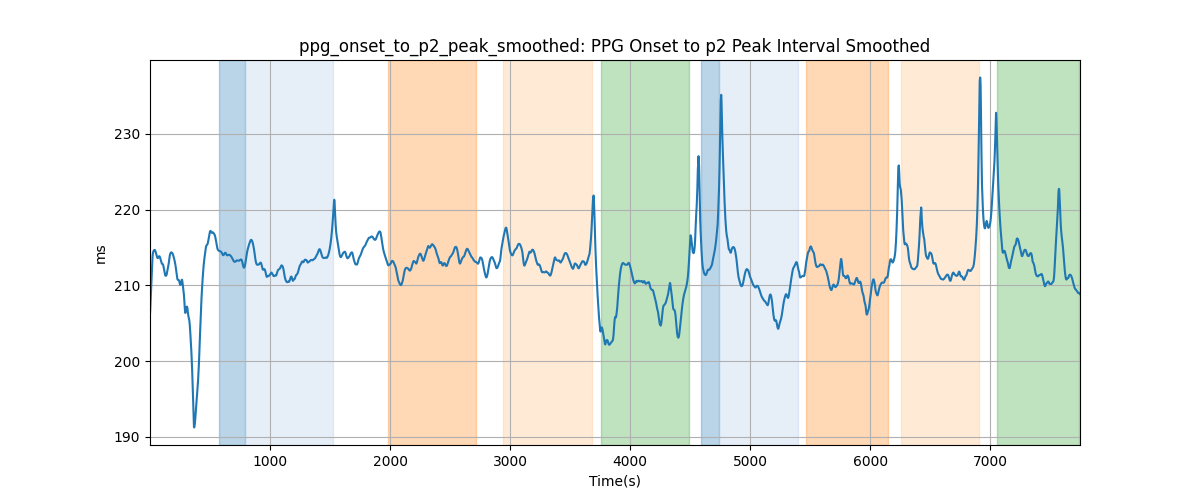 ppg_onset_to_p2_peak_smoothed: PPG Onset to p2 Peak Interval Smoothed
230
220
210
200
190
ms
1000 2000 3000 4000 5000 6000 7000
Time(s)